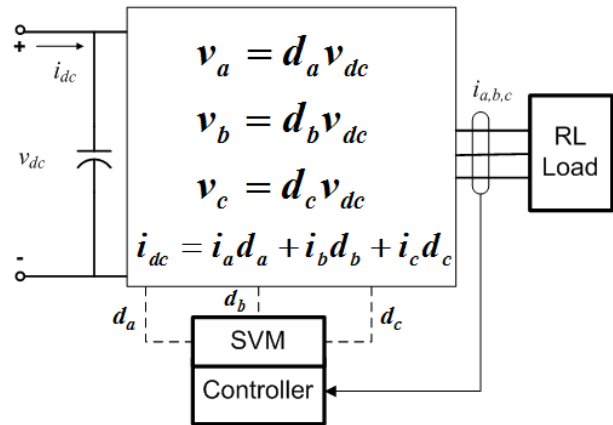 +
i_dc
v_dc
-
v_a = d_a v_dc
v_b = d_b v_dc
v_c = d_c v_dc
i_dc = i_a d_a + i_b d_b + i_c d_c
i_a,b,c
RL
Load
d_a
d_b
d_c
SVM
Controller